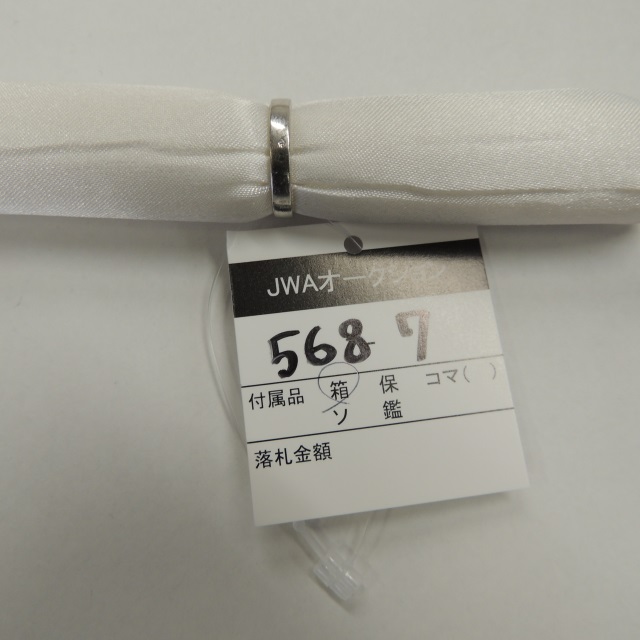 JWAオークション
568-7
付属品 箱 保 コマ( )
ソ 鑑
落札金額